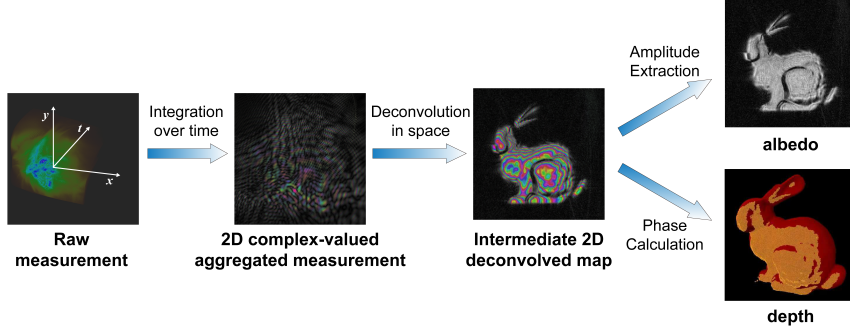 y
t
x
Raw
measurement
Integration
over time
2D complex-valued
aggregated measurement
Deconvolution
in space
Intermediate 2D
deconvolved map
Amplitude
Extraction
albedo
Phase
Calculation
depth